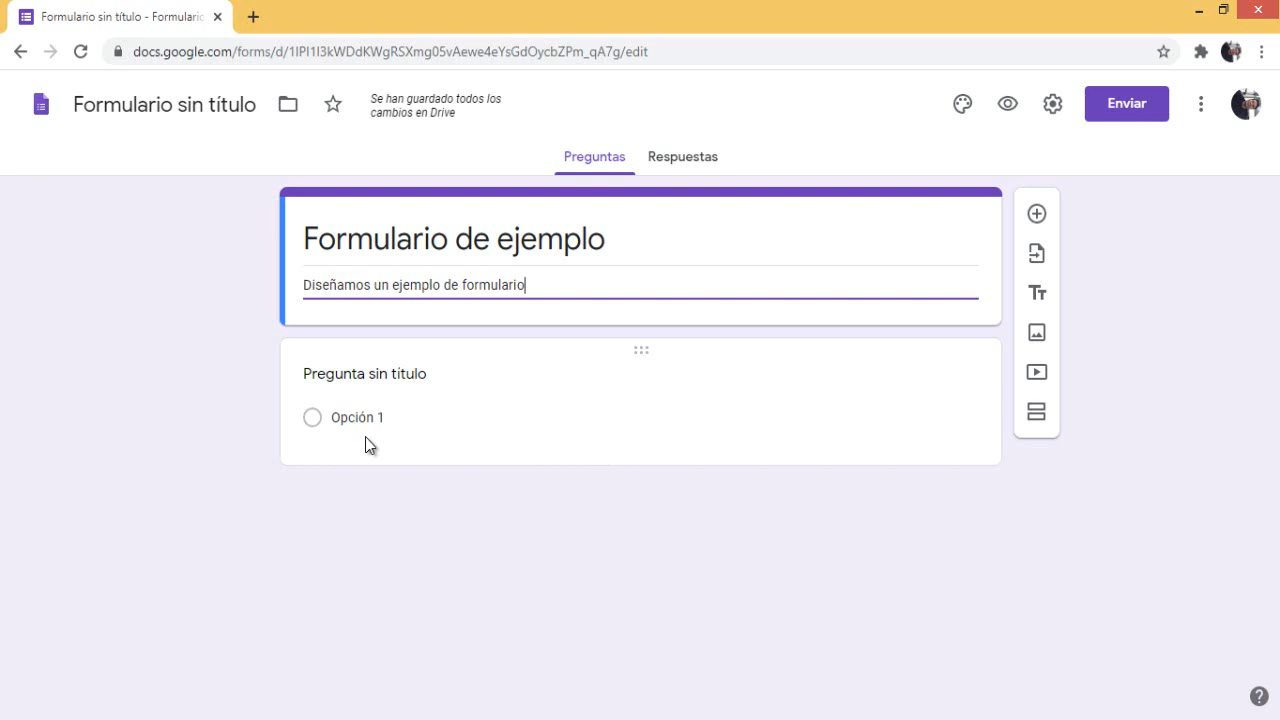 Formulario sin título - Formulario
docs.google.com/forms/d/1IPI1I3kWDdKWgRSXmg05vAewe4eYsGdOycbZPm_qA7g/edit
Formulario sin título
Se han guardado todos los
cambios en Drive
Enviar
Preguntas
Respuestas
Formulario de ejemplo
Diseñamos un ejemplo de formulario
Pregunta sin título
Opción 1